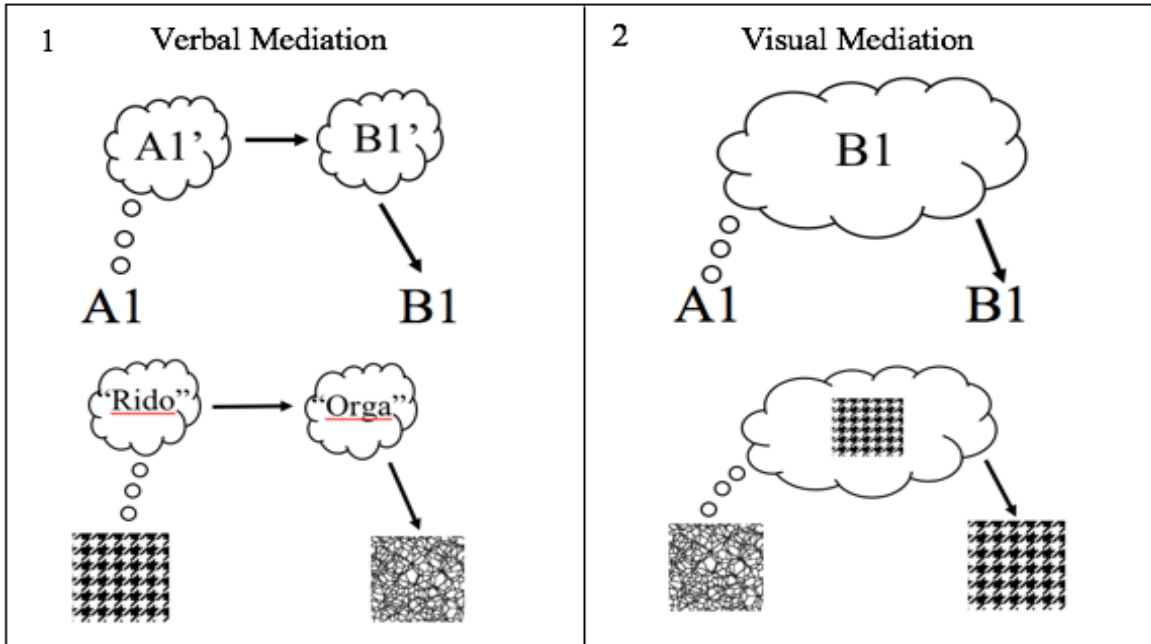 1 Verbal Mediation
A1’ B1’
A1 B1
“Rido” “Orga”
2 Visual Mediation
B1
A1 B1